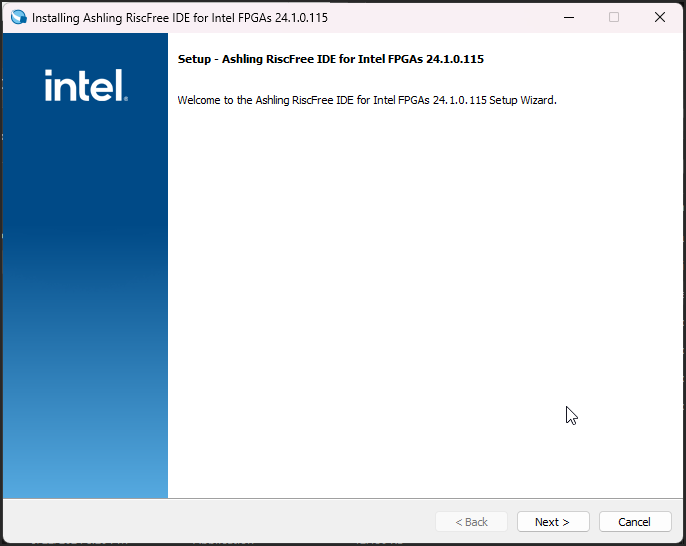 Installing Ashling RiscFree IDE for Intel FPGAs 24.1.0.115
intel.
Setup - Ashling RiscFree IDE for Intel FPGAs 24.1.0.115
Welcome to the Ashling RiscFree IDE for Intel FPGAs 24.1.0.115 Setup Wizard.
< Back
Next >
Cancel